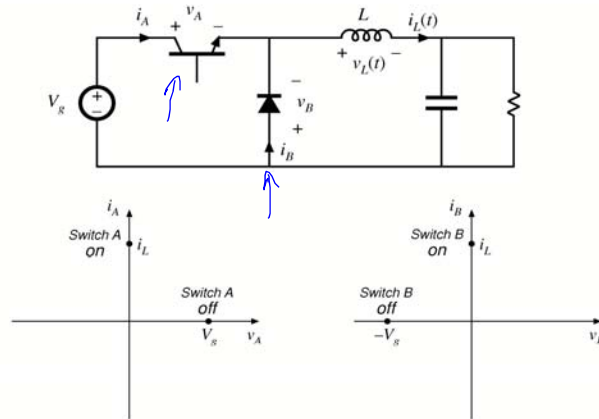 i_A + v_A − L i_L(t)
+ v_L(t) −
V_g + − − v_B +
i_B
i_A i_B
Switch A on i_L Switch B on i_L
Switch A off Switch B off
V_g v_A −V_g